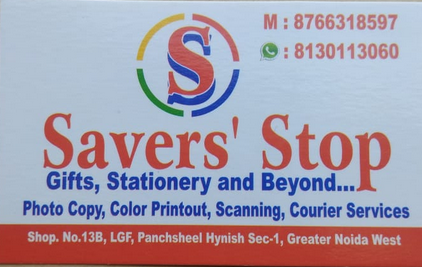 M : 8766318597
: 8130113060
S
Savers' Stop
Gifts, Stationery and Beyond...
Photo Copy, Color Printout, Scanning, Courier Services
Shop. No.13B, LGF, Panchsheel Hynish Sec-1, Greater Noida West